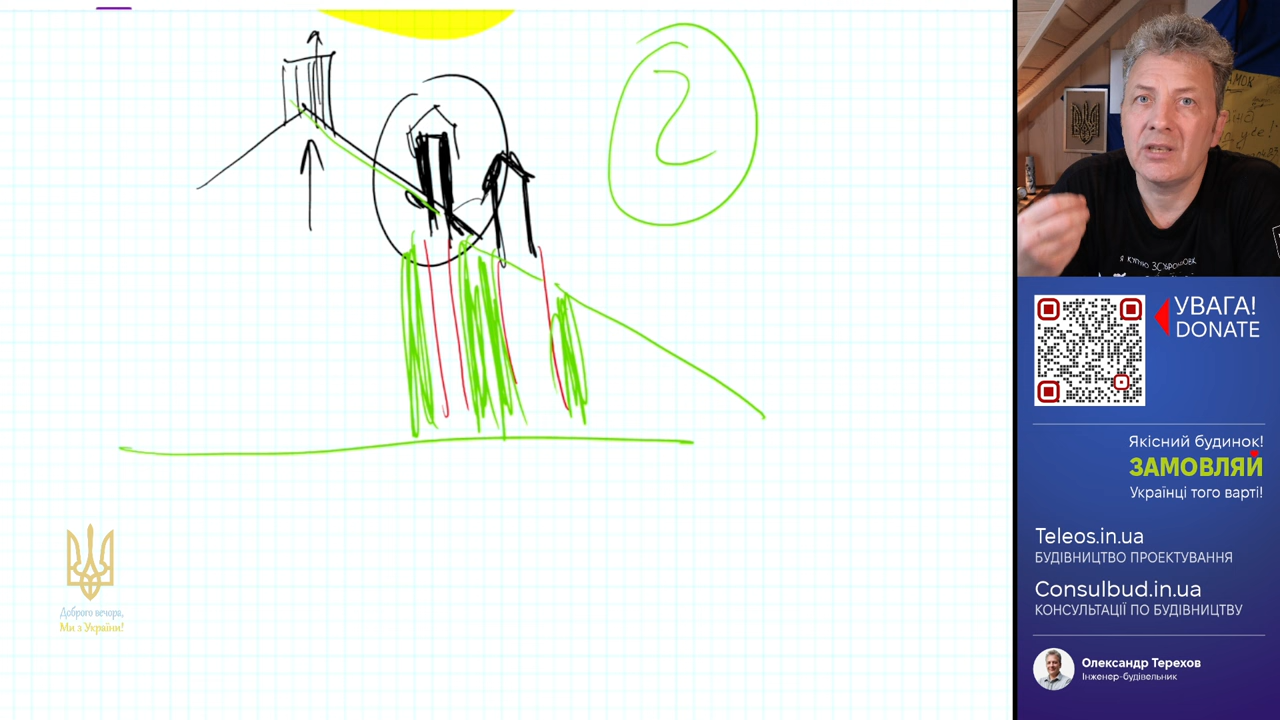 2
Доброго вечора,
Ми з України!
УВАГА!
DONATE
Якісний будинок!
ЗАМОВЛЯЙ
Українці того варті!
Teleos.in.ua
БУДІВНИЦТВО ПРОЕКТУВАННЯ
Consulbud.in.ua
КОНСУЛЬТАЦІЇ ПО БУДІВНИЦТВУ
Олександр Терехов
Інженер-будівельник